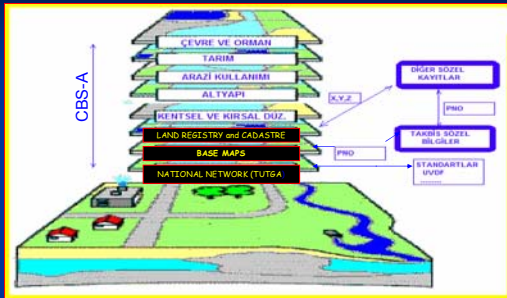 ÇEVRE VE ORMAN
TARIM
ARAZİ KULLANIMI
ALTYAPI
KENTSEL VE KIRSAL DÜZ.
LAND REGISTRY and CADASTRE
BASE MAPS
NATIONAL NETWORK (TUTGA
CBS-A
X,Y,Z
DİĞER SÖZEL
KAYITLAR
PNO
TAKBİS SÖZEL
BİLGİLER
PNO
STANDARTLAR
UVDF